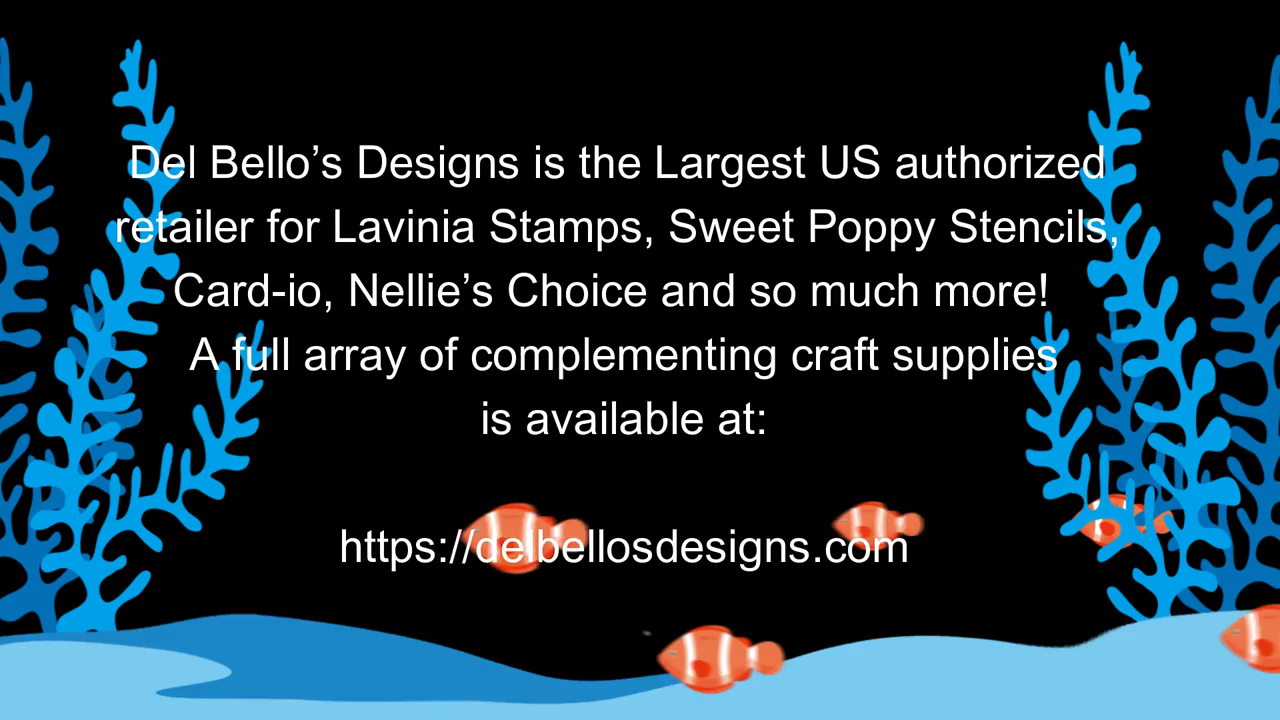 Del Bello’s Designs is the Largest US authorized
retailer for Lavinia Stamps, Sweet Poppy Stencils,
Card-io, Nellie’s Choice and so much more!
A full array of complementing craft supplies
is available at:
https://delbellosdesigns.com